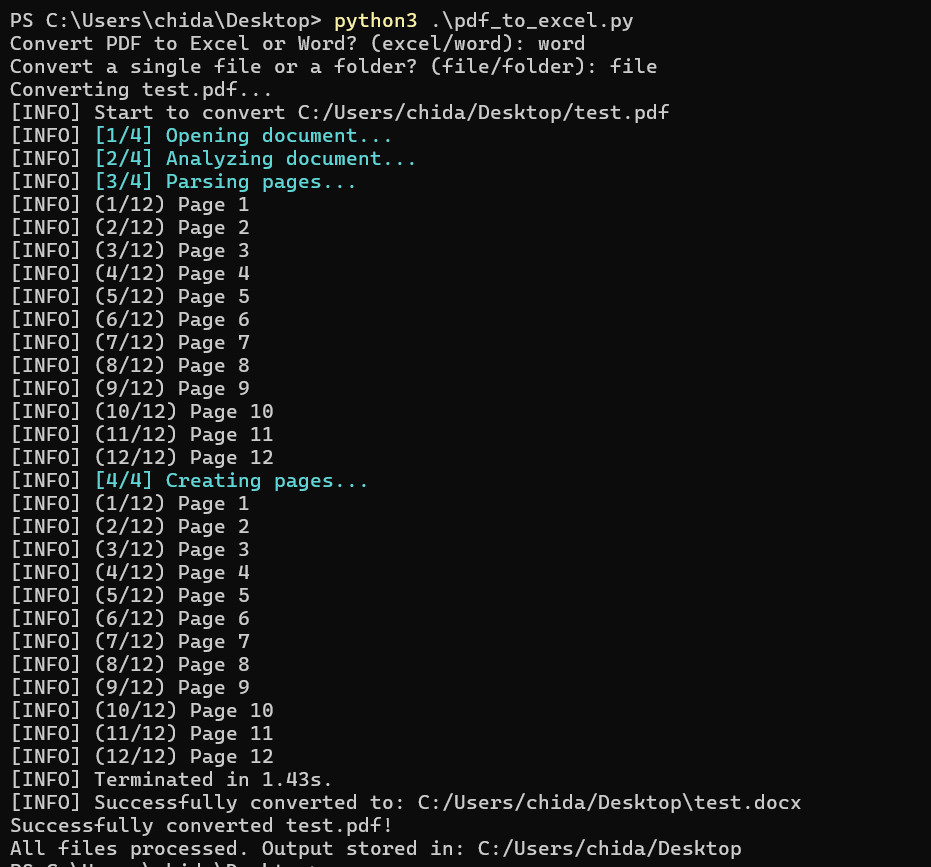 PS C:\Users\chida\Desktop> python3 .\pdf_to_excel.py
Convert PDF to Excel or Word? (excel/word): word
Convert a single file or a folder? (file/folder): file
Converting test.pdf...
[INFO] Start to convert C:/Users/chida/Desktop/test.pdf
[INFO] [1/4] Opening document...
[INFO] [2/4] Analyzing document...
[INFO] [3/4] Parsing pages...
[INFO] (1/12) Page 1
[INFO] (2/12) Page 2
[INFO] (3/12) Page 3
[INFO] (4/12) Page 4
[INFO] (5/12) Page 5
[INFO] (6/12) Page 6
[INFO] (7/12) Page 7
[INFO] (8/12) Page 8
[INFO] (9/12) Page 9
[INFO] (10/12) Page 10
[INFO] (11/12) Page 11
[INFO] (12/12) Page 12
[INFO] [4/4] Creating pages...
[INFO] (1/12) Page 1
[INFO] (2/12) Page 2
[INFO] (3/12) Page 3
[INFO] (4/12) Page 4
[INFO] (5/12) Page 5
[INFO] (6/12) Page 6
[INFO] (7/12) Page 7
[INFO] (8/12) Page 8
[INFO] (9/12) Page 9
[INFO] (10/12) Page 10
[INFO] (11/12) Page 11
[INFO] (12/12) Page 12
[INFO] Terminated in 1.43s.
[INFO] Successfully converted to: C:/Users/chida/Desktop\test.docx
Successfully converted test.pdf!
All files processed. Output stored in: C:/Users/chida/Desktop